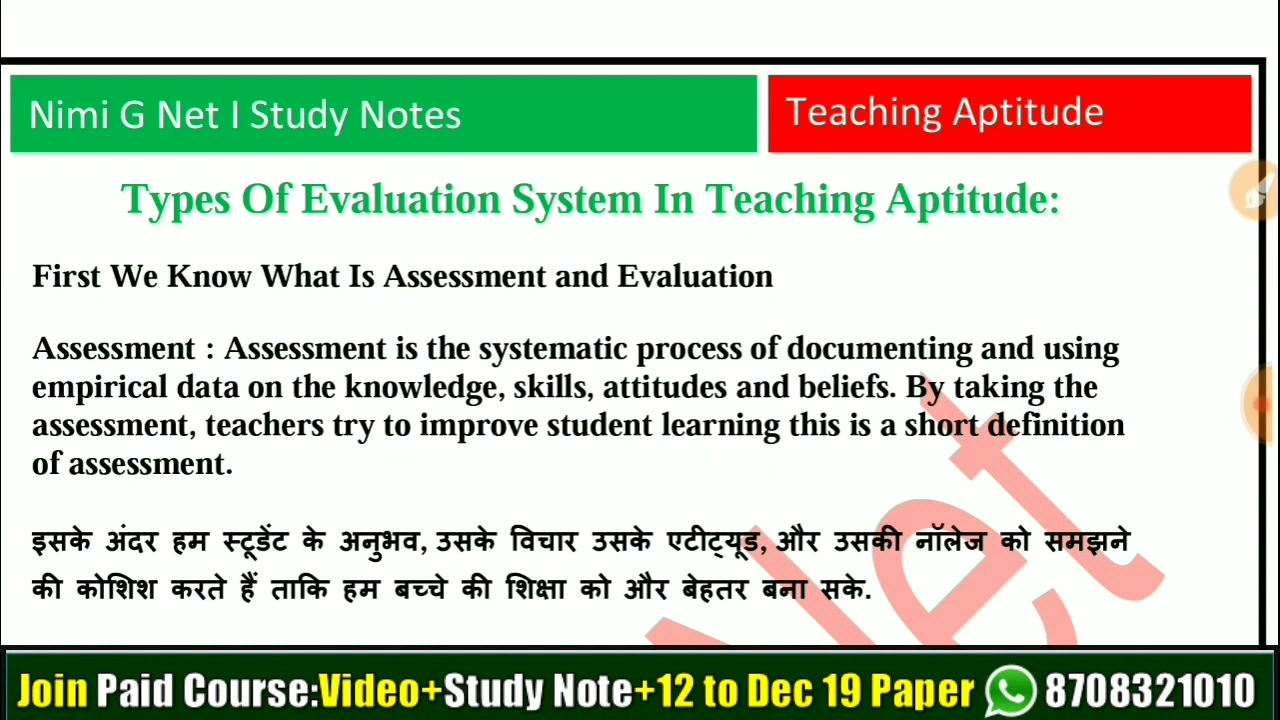 Nimi G Net I Study Notes
Teaching Aptitude
Types Of Evaluation System In Teaching Aptitude:
First We Know What Is Assessment and Evaluation
Assessment : Assessment is the systematic process of documenting and using
empirical data on the knowledge, skills, attitudes and beliefs. By taking the
assessment, teachers try to improve student learning this is a short definition
of assessment.
इसके अंदर हम स्टूडेंट के अनुभव, उसके विचार उसके एटीट्यूड, और उसकी नॉलेज को समझने
की कोशिश करते हैं ताकि हम बच्चे की शिक्षा को और बेहतर बना सके.
Net
Join Paid Course:Video+Study Note+12 to Dec 19 Paper 8708321010